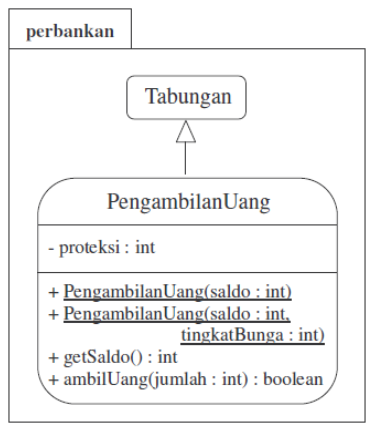 perbankan
Tabungan
PengambilanUang
- proteksi : int
+ PengambilanUang(saldo : int)
+ PengambilanUang(saldo : int,
tingkatBunga : int)
+ getSaldo() : int
+ ambilUang(jumlah : int) : boolean